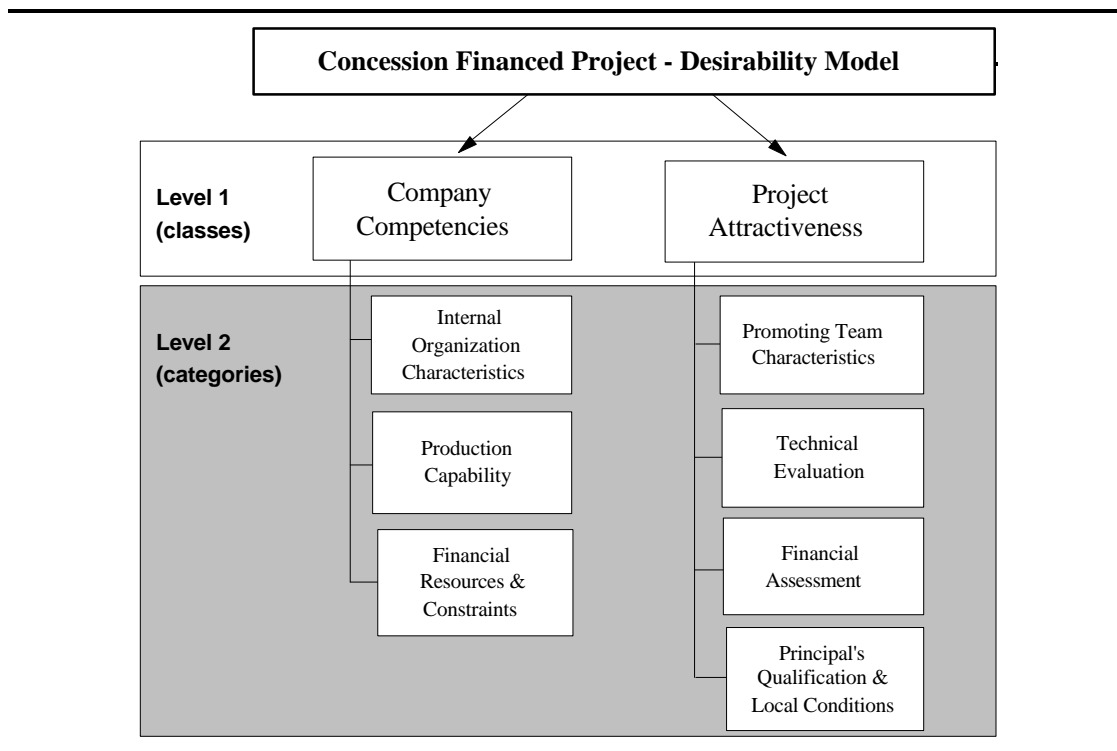 Concession Financed Project - Desirability Model
Level 1
(classes)
Company
Competencies
Project
Attractiveness
Level 2
(categories)
Internal
Organization
Characteristics
Production
Capability
Financial
Resources &
Constraints
Promoting Team
Characteristics
Technical
Evaluation
Financial
Assessment
Principal's
Qualification &
Local Conditions